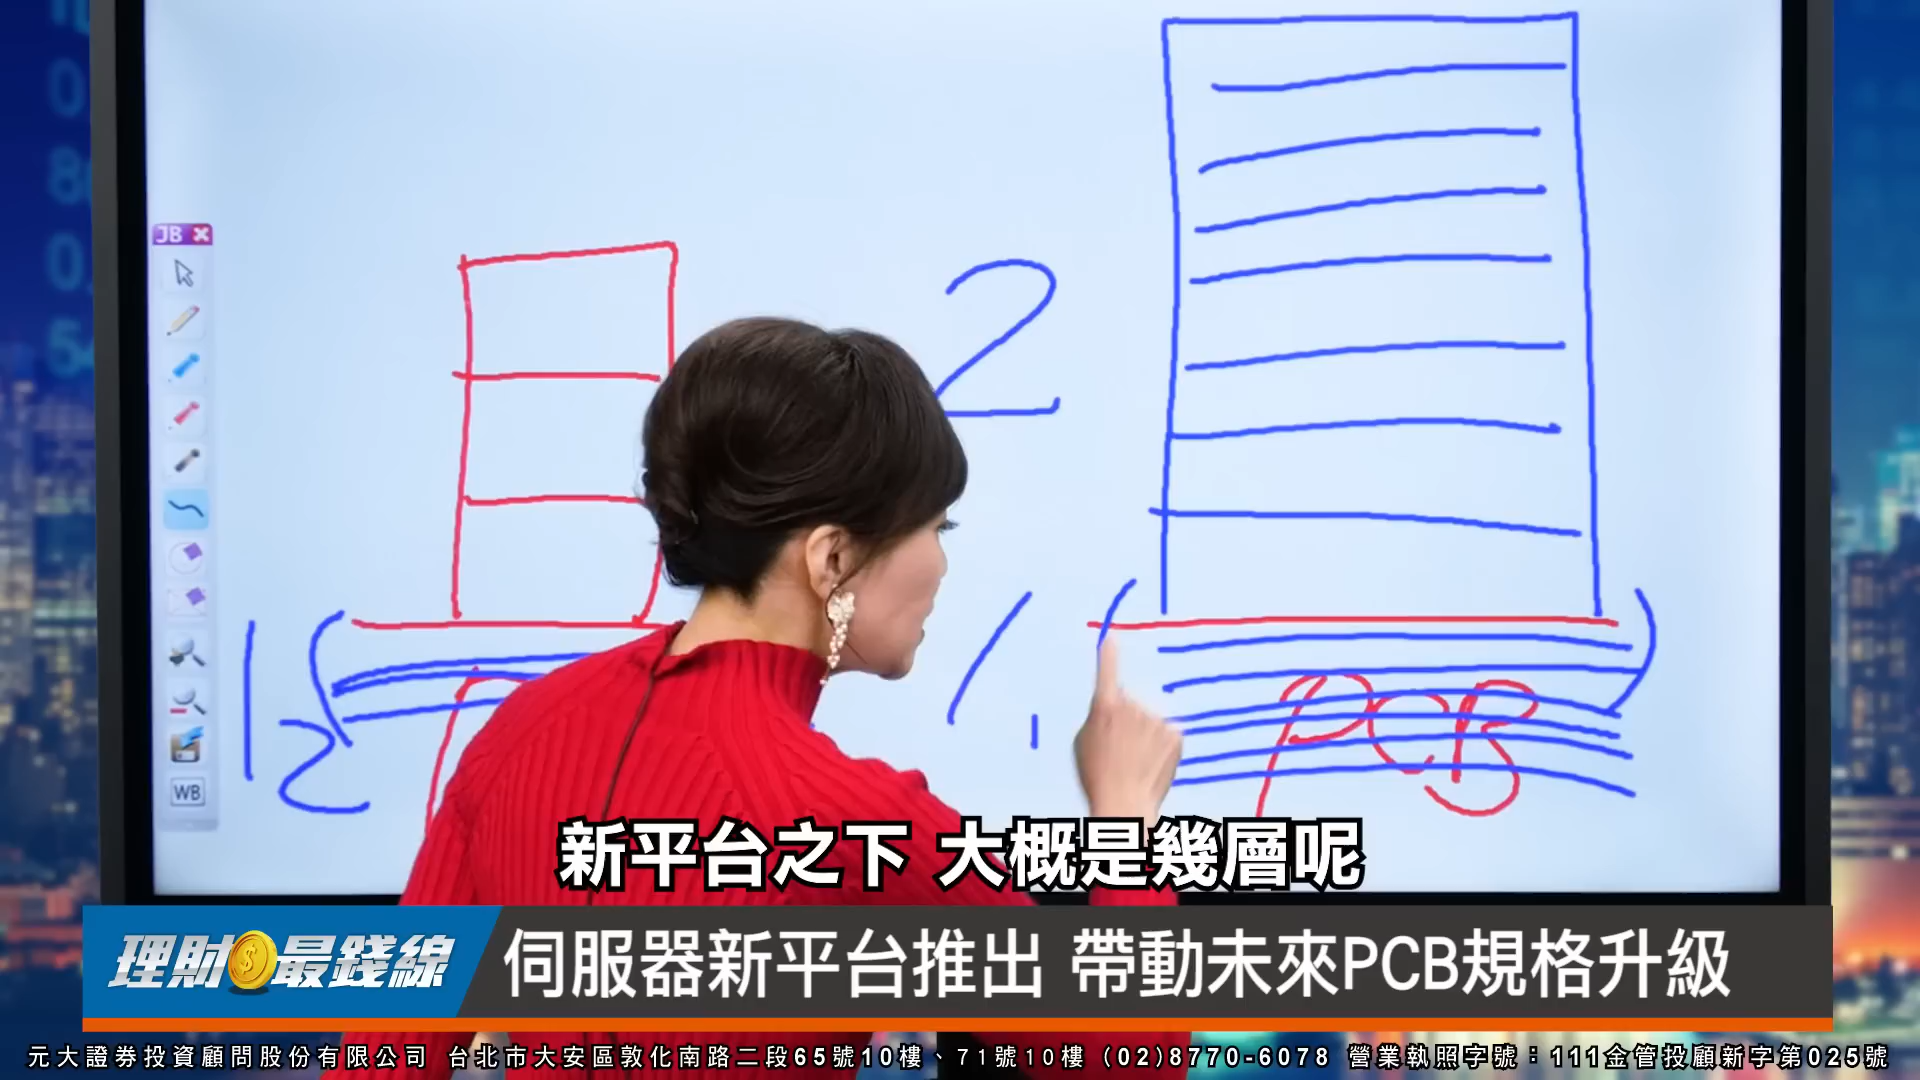 JB
2
12
PCB
WB
新平台之下 大概是幾層呢
理財最錢線
伺服器新平台推出 帶動未來PCB規格升級
元大證券投資顧問股份有限公司 台北市大安區敦化南路二段65號10樓、71號10樓 (02)8770-6078 營業執照字號：111金管投顧新字第025號